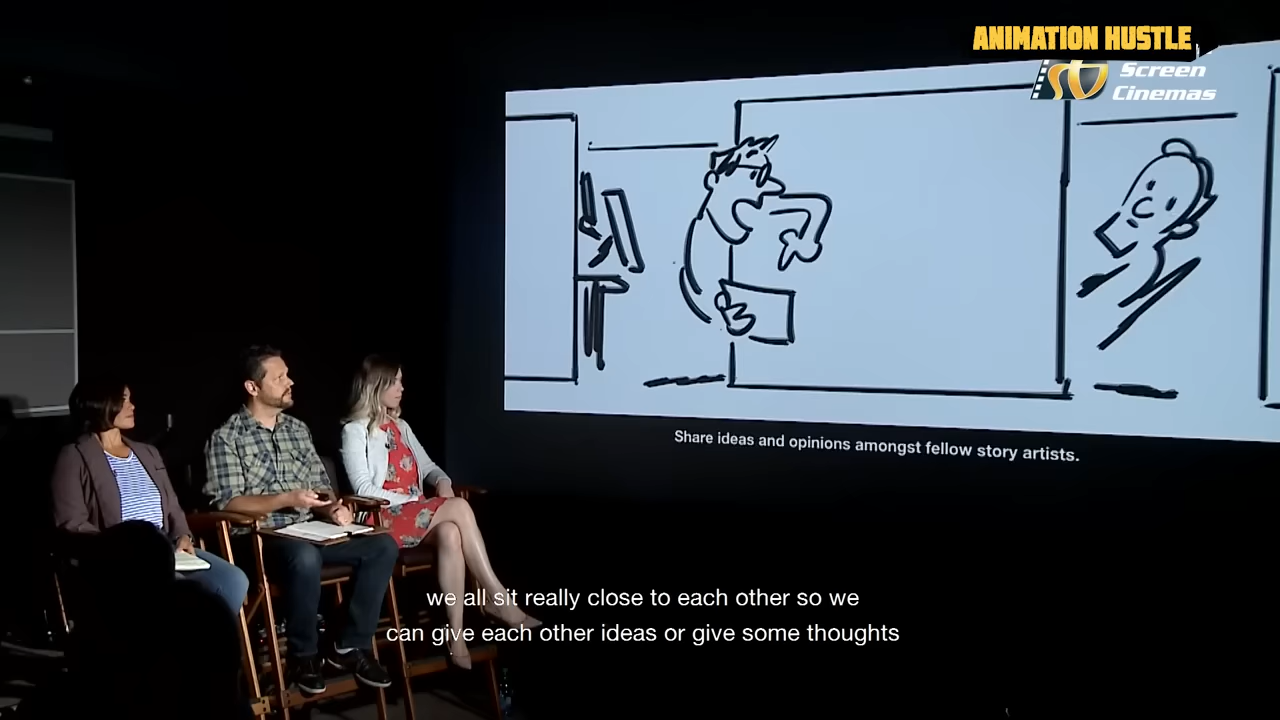 ANIMATION HUSTLE
Screen
Cinemas
Share ideas and opinions amongst fellow story artists.
we all sit really close to each other so we
can give each other ideas or give some thoughts